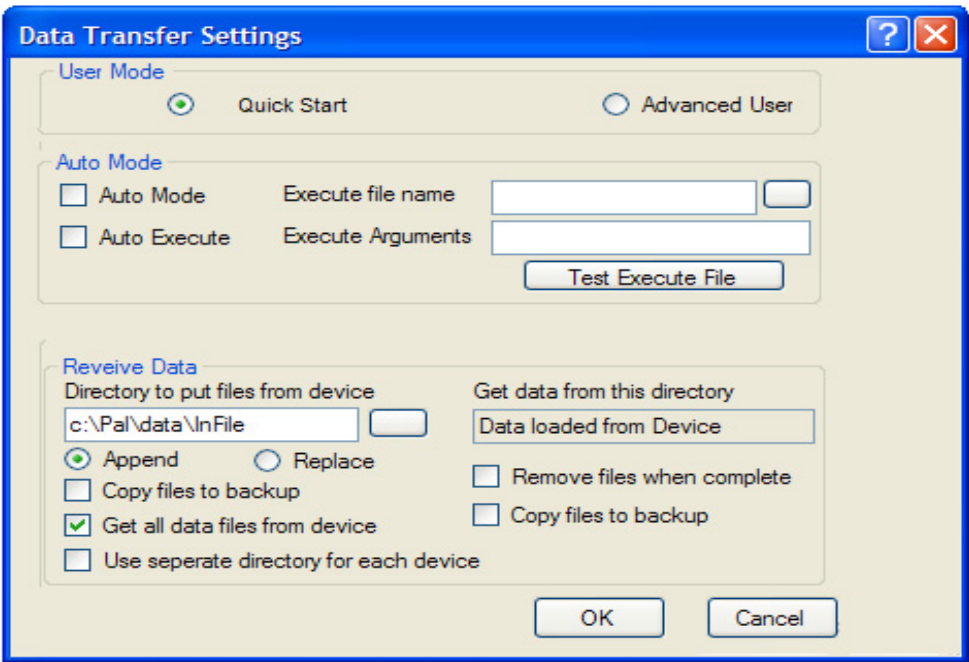 Data Transfer Settings
User Mode
Quick Start
Advanced User
Auto Mode
Auto Mode
Execute file name
Auto Execute
Execute Arguments
Test Execute File
Reveive Data
Directory to put files from device
Get data from this directory
c:\Pal\data\InFile
Data loaded from Device
Append
Replace
Remove files when complete
Copy files to backup
Copy files to backup
Get all data files from device
Use seperate directory for each device
OK
Cancel